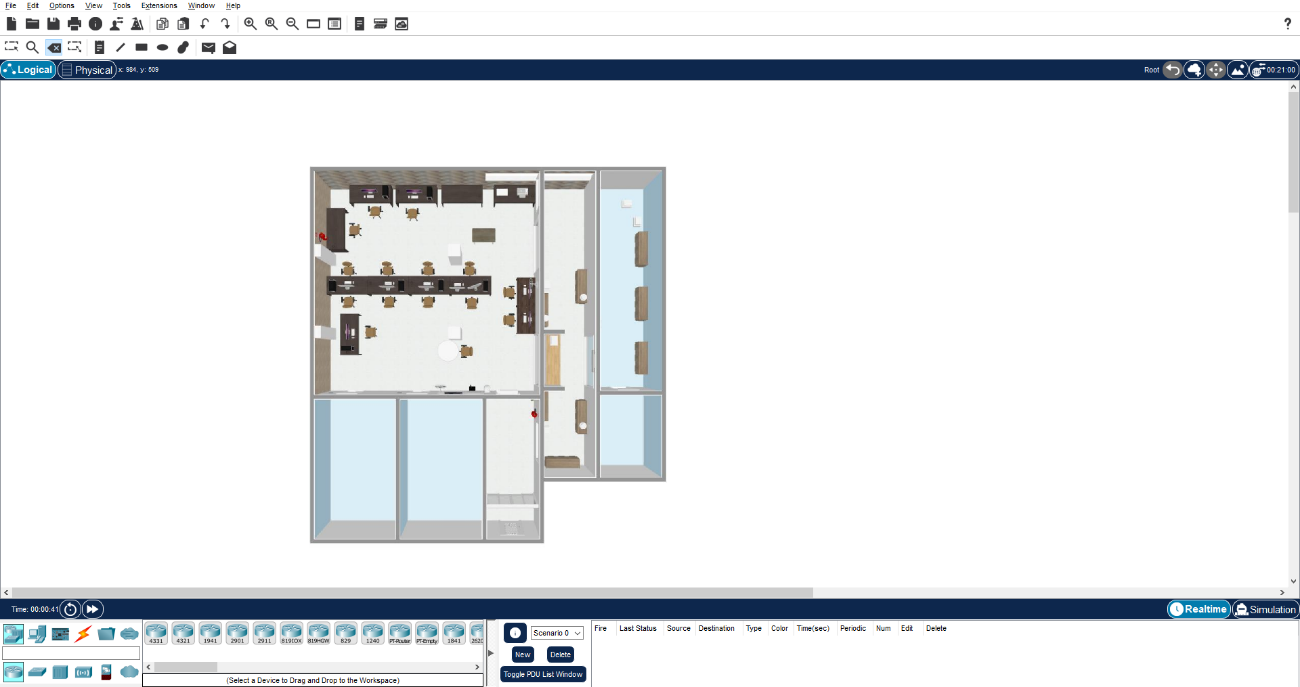 File Edit Options View Tools Extensions Window Help
?
Logical Physical x: 984, y: 509 Root 00:21:00
Time: 00:00:41 Realtime Simulation
4331 4321 1941 2901 2911 819IOX 819HGW 829 1240 PT-Router PT-Empty 1841 2620
Scenario 0
New Delete
Toggle PDU List Window
(Select a Device to Drag and Drop to the Workspace)
Fire Last Status Source Destination Type Color Time(sec) Periodic Num Edit Delete